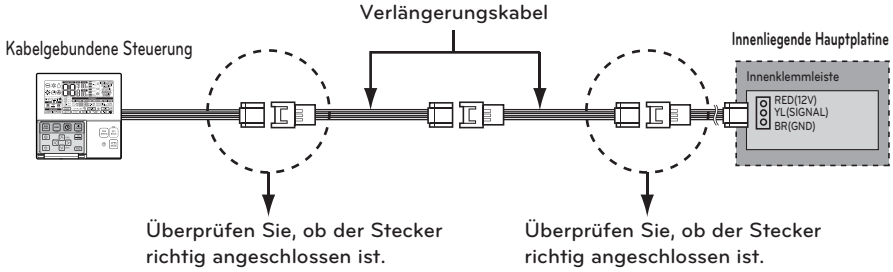 Verlängerungskabel
Kabelgebundene Steuerung
Innenliegende Hauptplatine
Innenklemmleiste
RED(12V)
YL(SIGNAL)
BR(GND)
Überprüfen Sie, ob der Stecker
richtig angeschlossen ist.
Überprüfen Sie, ob der Stecker
richtig angeschlossen ist.